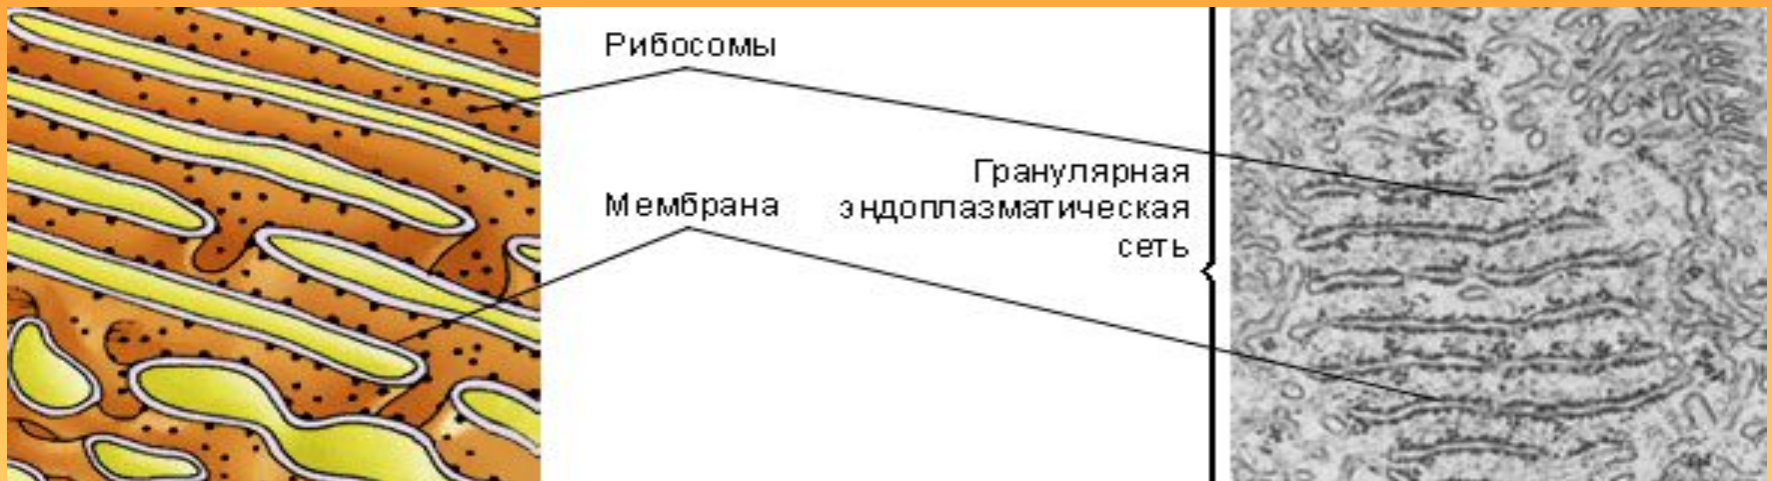 Рибосомы
Мембрана
Гранулярная
эндоплазматическая
сеть